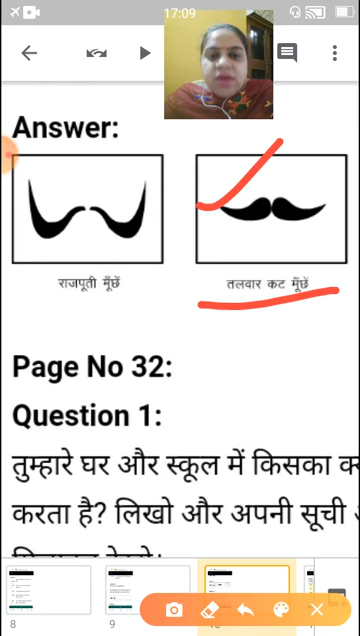 17:09
Answer:
राजपूती मूँछें
तलवार कट मूँछें
Page No 32:
Question 1:
तुम्हारे घर और स्कूल में किसका
करता है? लिखो और अपनी सूची
8
9